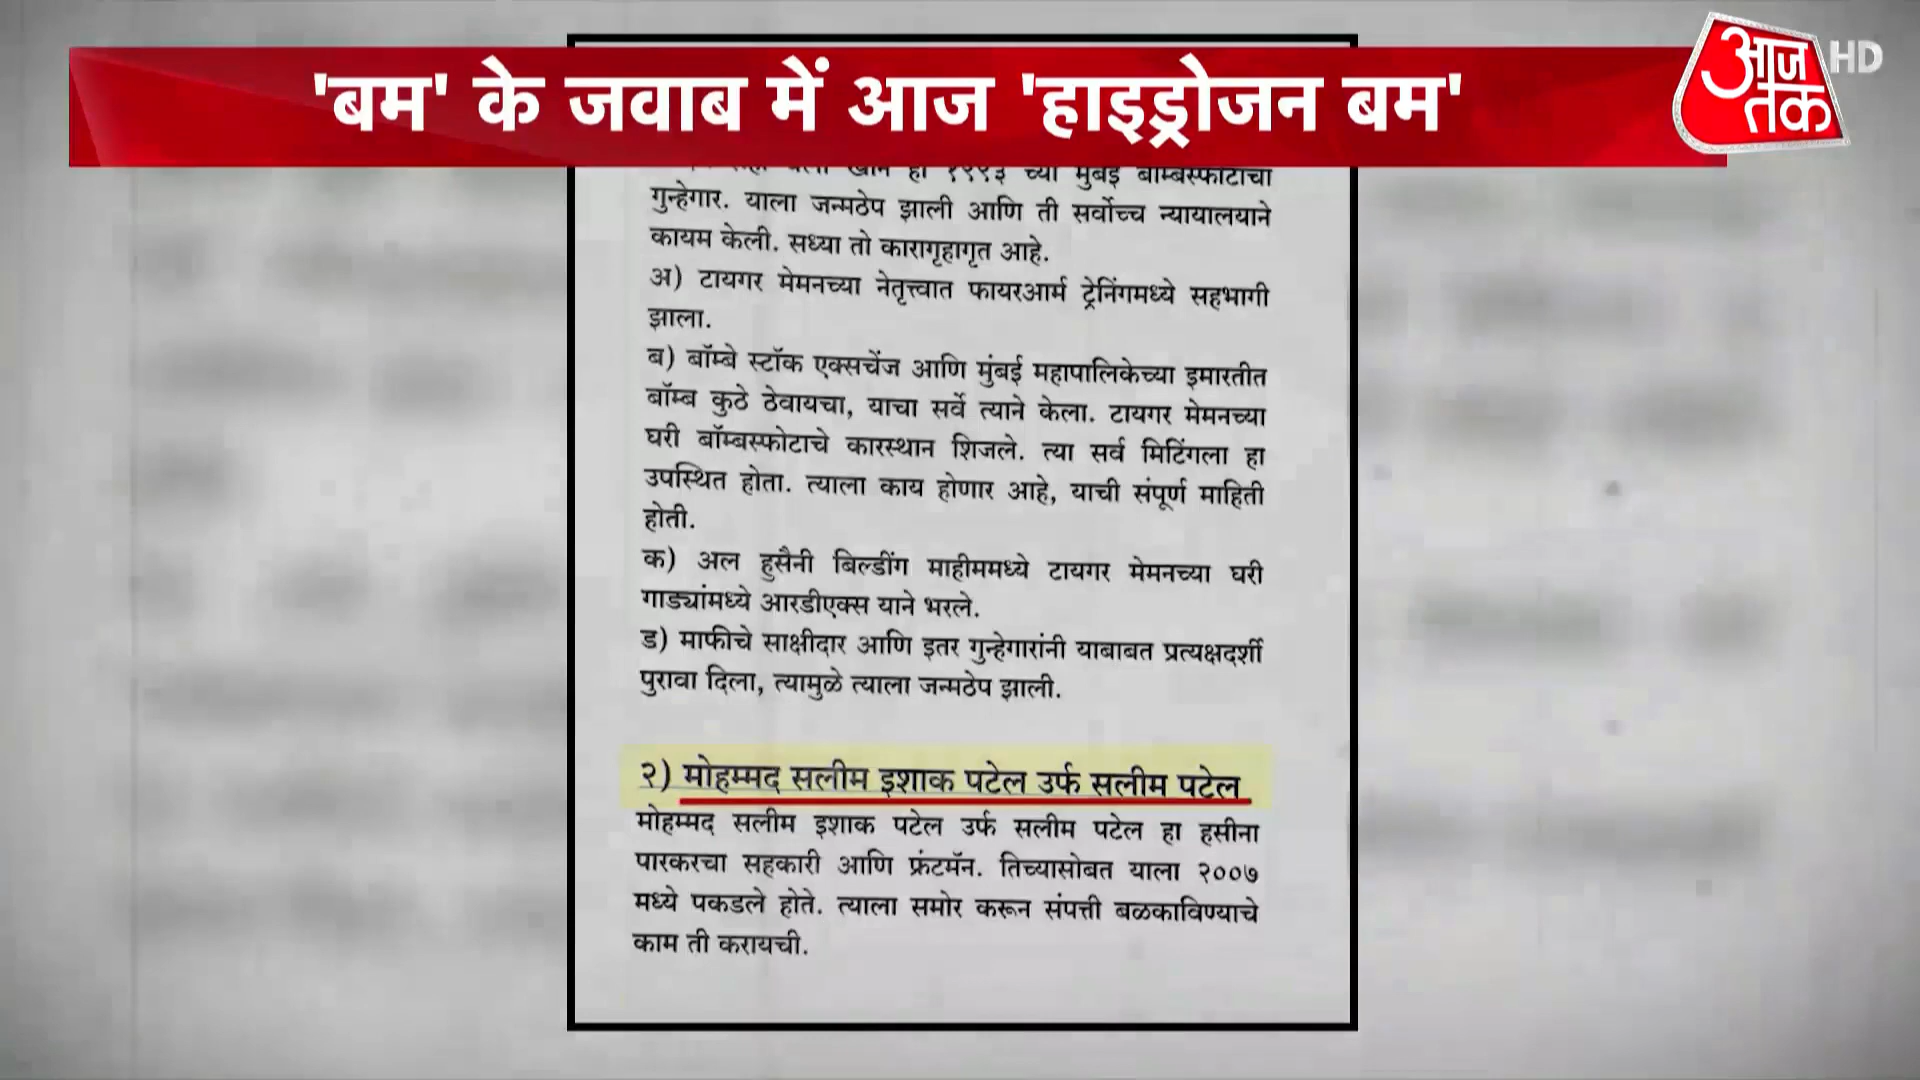 'बम' के जवाब में आज 'हाइड्रोजन बम'
आज
तक
HD
खान हा १९९३ च्या मुंबई बॉम्बस्फोटाचा
गुन्हेगार. याला जन्मठेप झाली आणि ती सर्वोच्च न्यायालयाने
कायम केली. सध्या तो कारागृहागृत आहे.
अ) टायगर मेमनच्या नेतृत्त्वात फायरआर्म ट्रेनिंगमध्ये सहभागी
झाला.
ब) बॉम्बे स्टॉक एक्सचेंज आणि मुंबई महापालिकेच्या इमारतीत
बॉम्ब कुठे ठेवायचा, याचा सर्वे त्याने केला. टायगर मेमनच्या
घरी बॉम्बस्फोटाचे कारस्थान शिजले. त्या सर्व मिटिंगला हा
उपस्थित होता. त्याला काय होणार आहे, याची संपूर्ण माहिती
होती.
क) अल हुसैनी बिल्डींग माहीममध्ये टायगर मेमनच्या घरी
गाड्यांमध्ये आरडीएक्स याने भरले.
ड) माफीचे साक्षीदार आणि इतर गुन्हेगारांनी याबाबत प्रत्यक्षदर्शी
पुरावा दिला, त्यामुळे त्याला जन्मठेप झाली.
२) मोहम्मद सलीम इशाक पटेल उर्फ सलीम पटेल
मोहम्मद सलीम इशाक पटेल उर्फ सलीम पटेल हा हसीना
पारकरचा सहकारी आणि फ्रंटमॅन. तिच्यासोबत याला २००७
मध्ये पकडले होते. त्याला समोर करून संपत्ती बळकाविण्याचे
काम ती करायची.